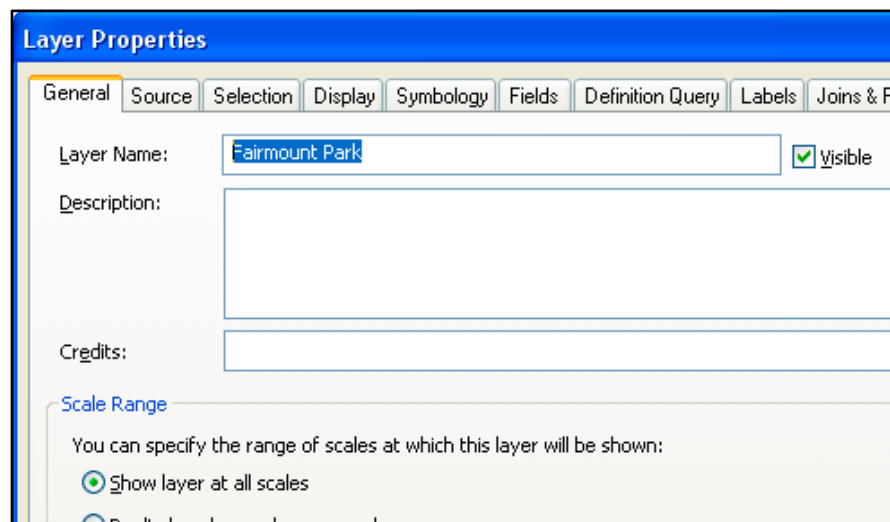 Layer Properties
General Source Selection Display Symbology Fields Definition Query Labels Joins &
Layer Name: Fairmount Park Visible
Description:
Credits:
Scale Range
You can specify the range of scales at which this layer will be shown:
Show layer at all scales